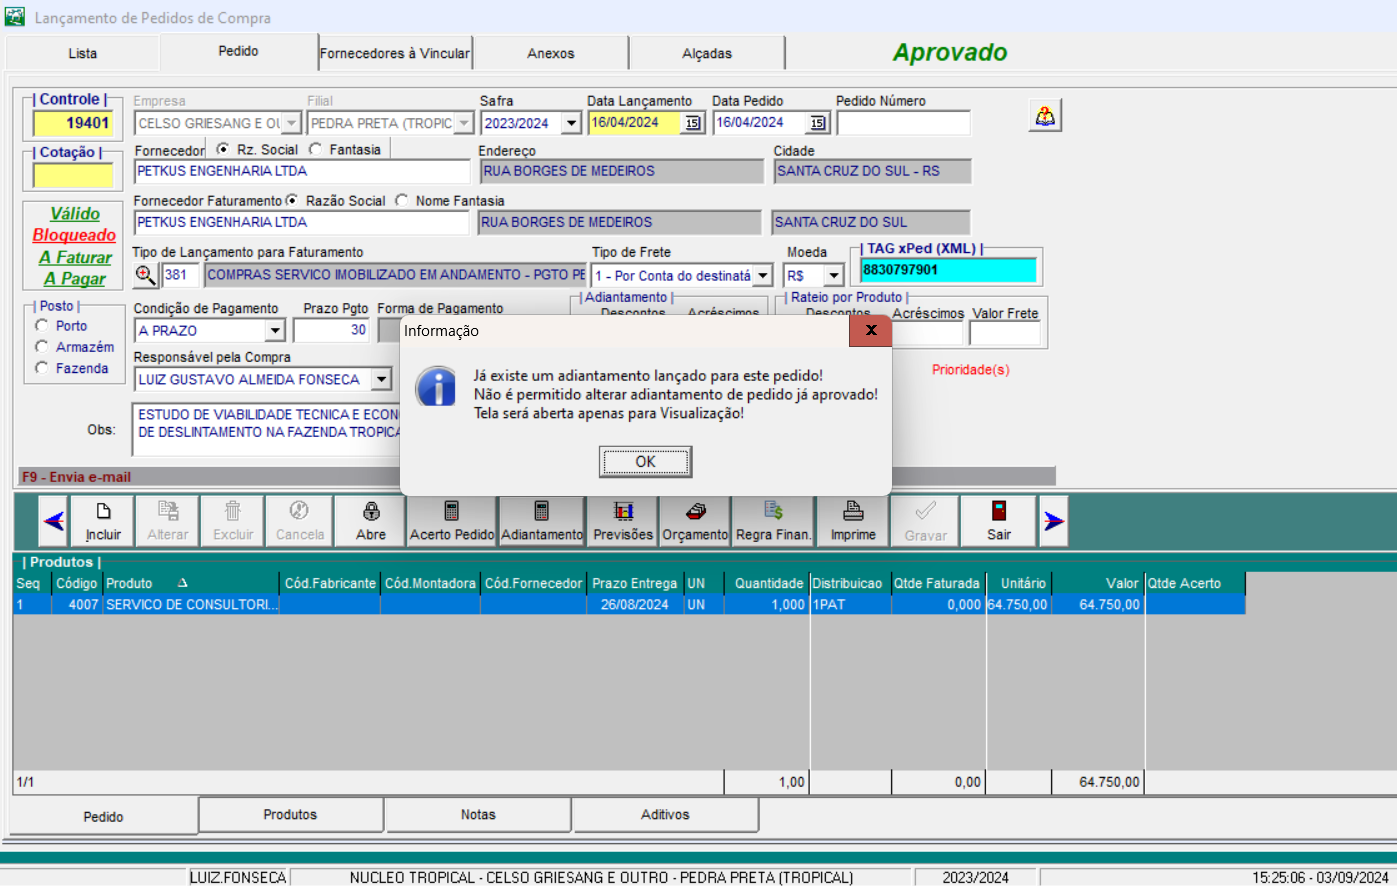 Lançamento de Pedidos de Compra
Lista
Pedido
Fornecedores à Vincular
Anexos
Alçadas
Aprovado
| Controle |
19401
Empresa
CELSO GRIESANG E OU
Filial
PEDRA PRETA (TROPIC
Safra
2023/2024
Data Lançamento
16/04/2024
15
Data Pedido
16/04/2024
15
Pedido Número
| Cotação |
Fornecedor
Rz. Social
Fantasia
Endereço
Cidade
PETKUS ENGENHARIA LTDA
RUA BORGES DE MEDEIROS
SANTA CRUZ DO SUL - RS
Fornecedor Faturamento
Razão Social
Nome Fantasia
PETKUS ENGENHARIA LTDA
RUA BORGES DE MEDEIROS
SANTA CRUZ DO SUL
Válido
Bloqueado
A Faturar
A Pagar
Tipo de Lançamento para Faturamento
381
COMPRAS SERVICO IMOBILIZADO EM ANDAMENTO - PGTO PE
Tipo de Frete
1 - Por Conta do destinatá
Moeda
R$
| TAG xPed (XML) |
8830797901
| Posto |
Porto
Armazém
Fazenda
Condição de Pagamento
A PRAZO
Prazo Pgto
30
Forma de Pagamento
| Adiantamento |
Descontos
Acréscimos
| Rateio por Produto |
Descontos
Acréscimos
Valor Frete
Responsável pela Compra
LUIZ GUSTAVO ALMEIDA FONSECA
Prioridade(s)
Obs:
ESTUDO DE VIABILIDADE TECNICA E ECON
DE DESLINTAMENTO NA FAZENDA TROPICA
Informação
x
Já existe um adiantamento lançado para este pedido!
Não é permitido alterar adiantamento de pedido já aprovado!
Tela será aberta apenas para Visualização!
OK
F9 - Envia e-mail
Incluir
Alterar
Excluir
Cancela
Abre
Acerto Pedido
Adiantamento
Previsões
Orçamento
Regra Finan.
Imprime
Gravar
Sair
| Produtos |
Seq Código Produto Cód.Fabricante Cód.Montadora Cód.Fornecedor Prazo Entrega UN Quantidade Distribuicao Qtde Faturada Unitário Valor Qtde Acerto
1 4007 SERVICO DE CONSULTORI... 26/08/2024 UN 1,000 1PAT 0,000 64.750,00 64.750,00
1/1 1,00 0,00 64.750,00
Pedido
Produtos
Notas
Aditivos
LUIZ.FONSECA
NUCLEO TROPICAL - CELSO GRIESANG E OUTRO - PEDRA PRETA (TROPICAL)
2023/2024
15:25:06 - 03/09/2024